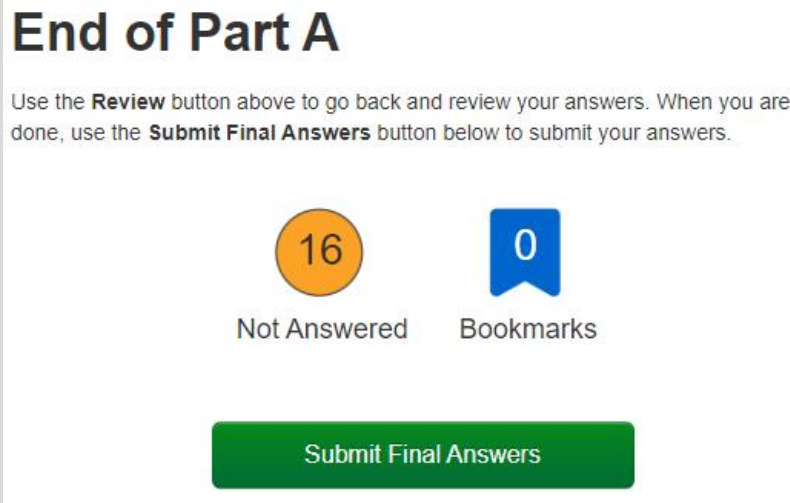 End of Part A
Use the Review button above to go back and review your answers. When you are
done, use the Submit Final Answers button below to submit your answers.
16
0
Not Answered
Bookmarks
Submit Final Answers